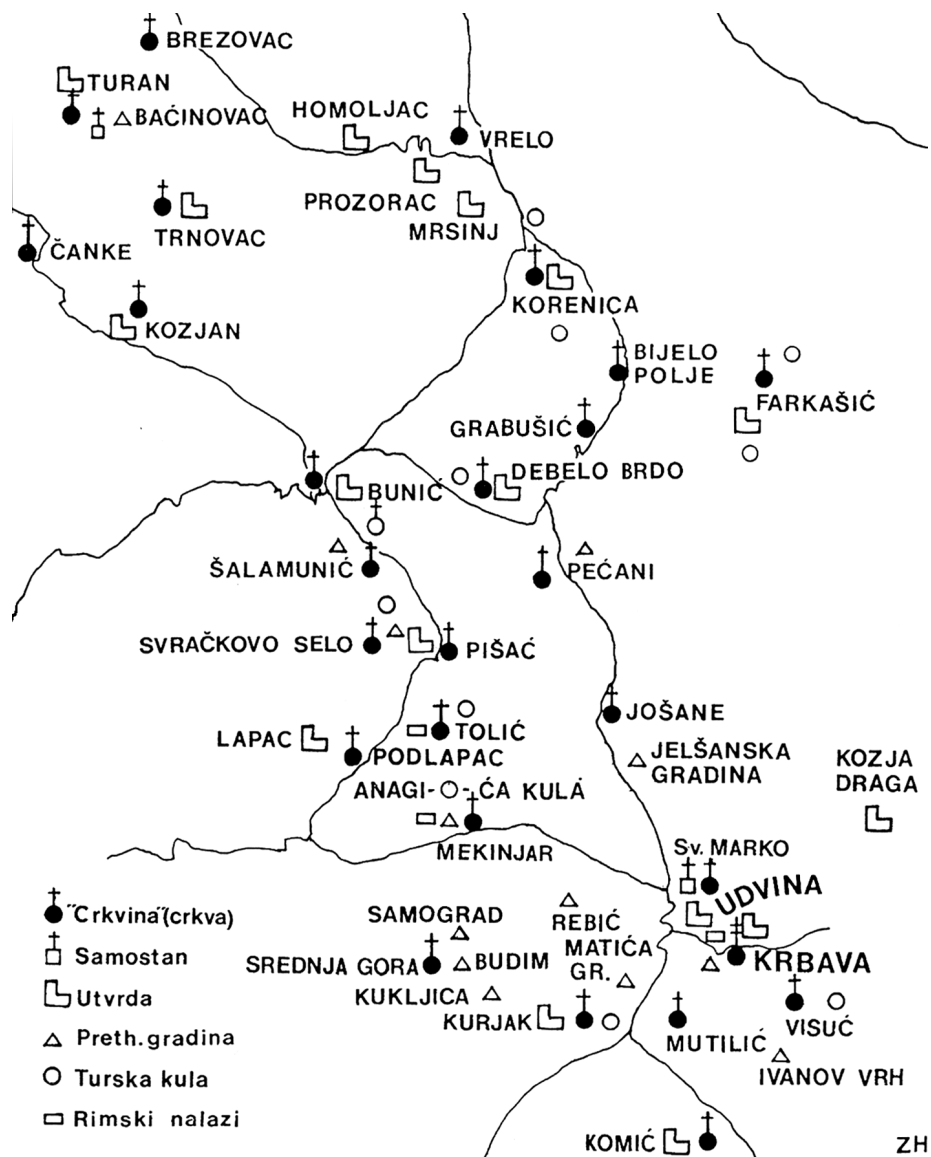 BREZOVAC
TURAN
BAĆINOVAC
HOMOLJAC
VRELO
PROZORAC
MRSINJ
TRNOVAC
ČANKE
KORENICA
KOZJAN
BIJELO
POLJE
FARKAŠIĆ
GRABUŠIĆ
DEBELO BRDO
BUNIĆ
ŠALAMUNIĆ
PEĆANI
SVRAČKOVO SELO
PIŠAĆ
JOŠANE
TOLIĆ
LAPAC
PODLAPAC
JELŠANSKA
GRADINA
KOZJA
DRAGA
ANAGI-O-ĆA KULA
MEKINJAR
Sv. MARKO
UDVINA
REBIĆ
SAMOGRAD
MATIĆA
GR.
SREDNJA GORA
BUDIM
KRBAVA
KUKLJICA
KURJAK
MUTILIĆ
VISUĆ
IVANOV VRH
KOMIĆ
"Crkvina"(crkva)
Samostan
Utvrda
Preth. gradina
Turska kula
Rimski nalazi
ZH